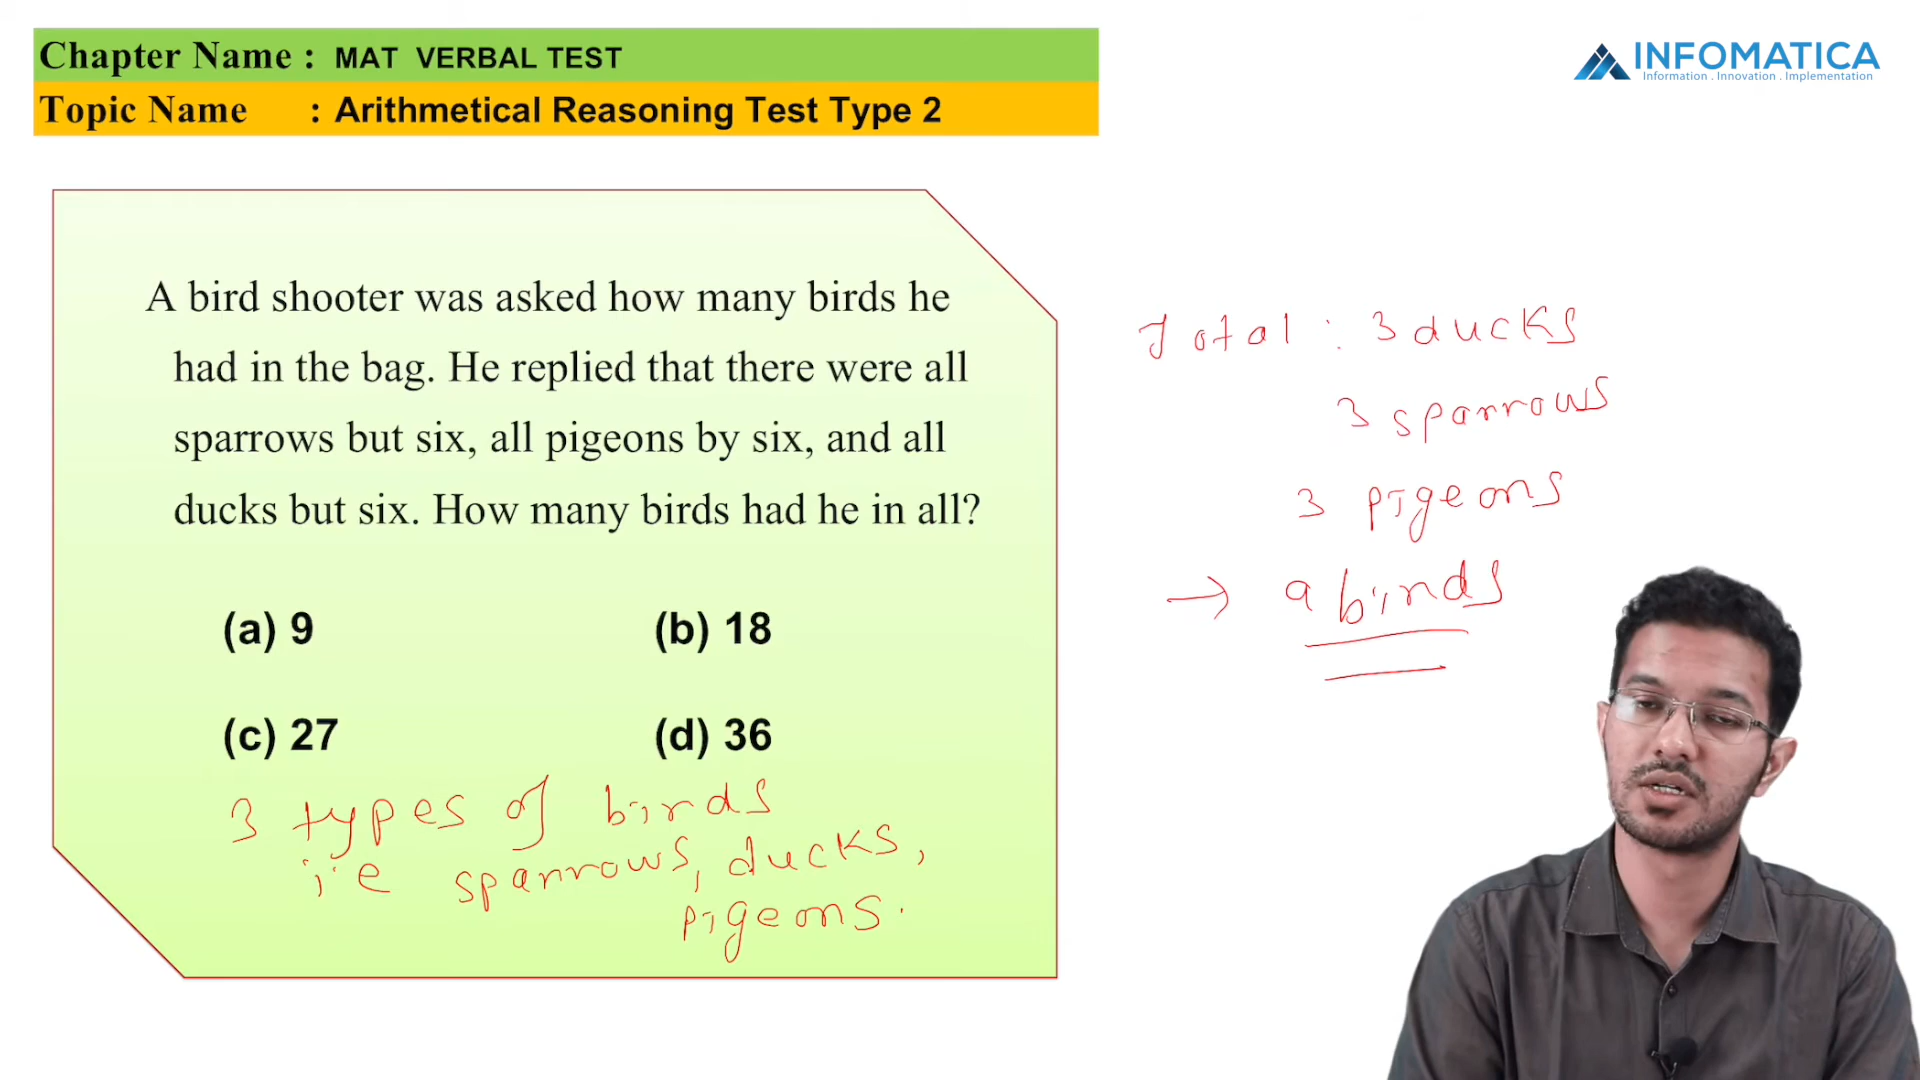 Chapter Name : MAT VERBAL TEST
Topic Name : Arithmetical Reasoning Test Type 2
INFOMATICA
Information . Innovation . Implementation
A bird shooter was asked how many birds he
had in the bag. He replied that there were all
sparrows but six, all pigeons by six, and all
ducks but six. How many birds had he in all?
(a) 9 (b) 18
(c) 27 (d) 36
3 types of birds
i.e sparrows, ducks,
pigeons.
Total : 3 ducks
3 sparrows
3 pigeons
→ 9 birds